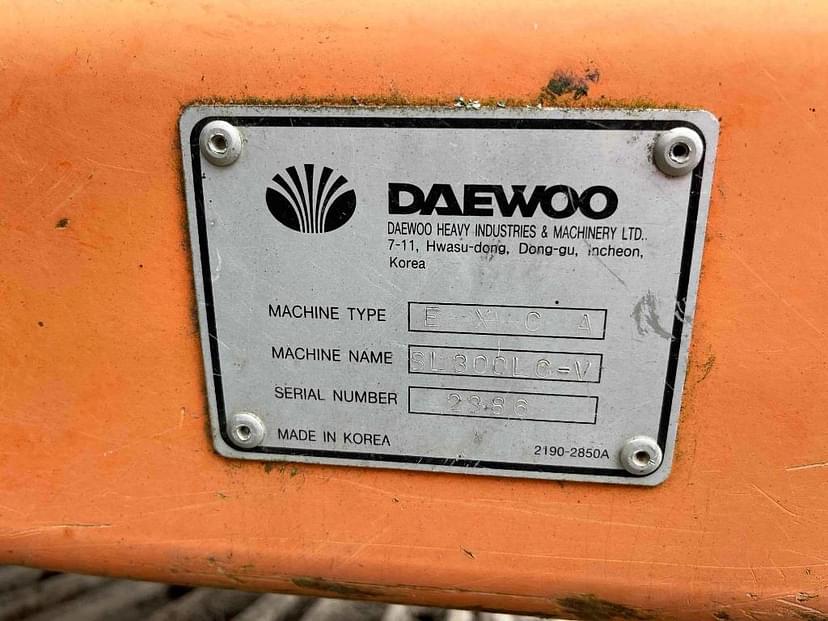 DAEWOO
DAEWOO HEAVY INDUSTRIES & MACHINERY LTD..
7-11, Hwasu-dong, Dong-gu, Incheon,
Korea
MACHINE TYPE E X C A
MACHINE NAME SL300LC-V
SERIAL NUMBER 2386
MADE IN KOREA
2190-2850A